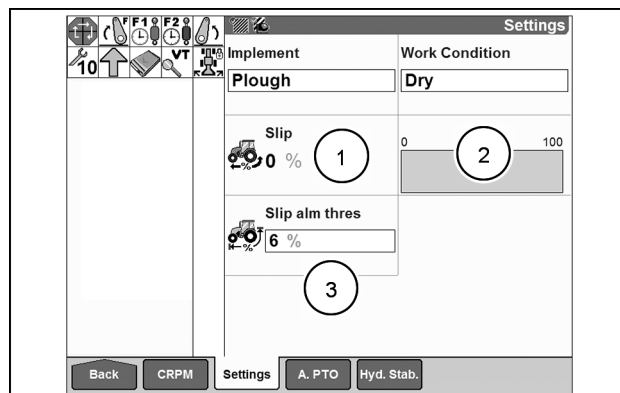 F F1 F2 Settings
10 VT
Implement Work Condition
Plough Dry
Slip
0 % 1
0 2 100
Slip alm thres
6 %
3
Back CRPM Settings A. PTO Hyd. Stab.